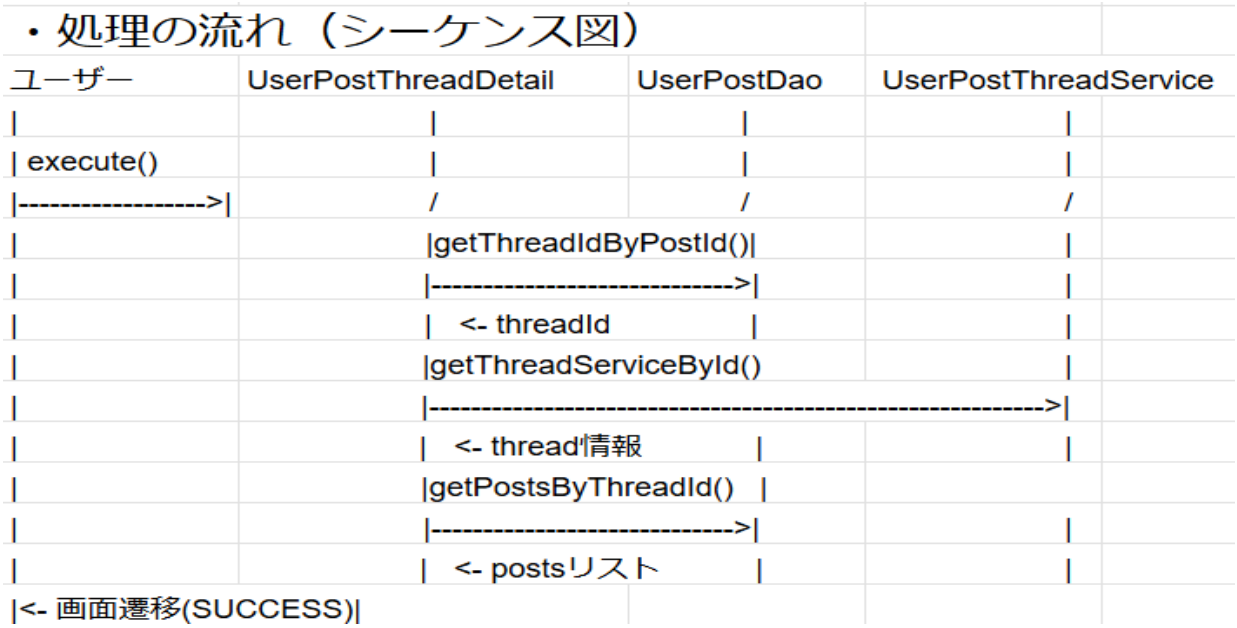 ・処理の流れ（シーケンス図）
ユーザー UserPostThreadDetail UserPostDao UserPostThreadService
| | | |
| execute() | | |
|------------------>| / / /
| |getThreadIdByPostId()| |
| |----------------------------->| |
| | <- threadId | |
| |getThreadServiceById() |
| |----------------------------------------------------------->|
| | <- thread情報 | |
| |getPostsByThreadId() |
| |----------------------------->| |
| | <- postsリスト | |
|<- 画面遷移(SUCCESS)|